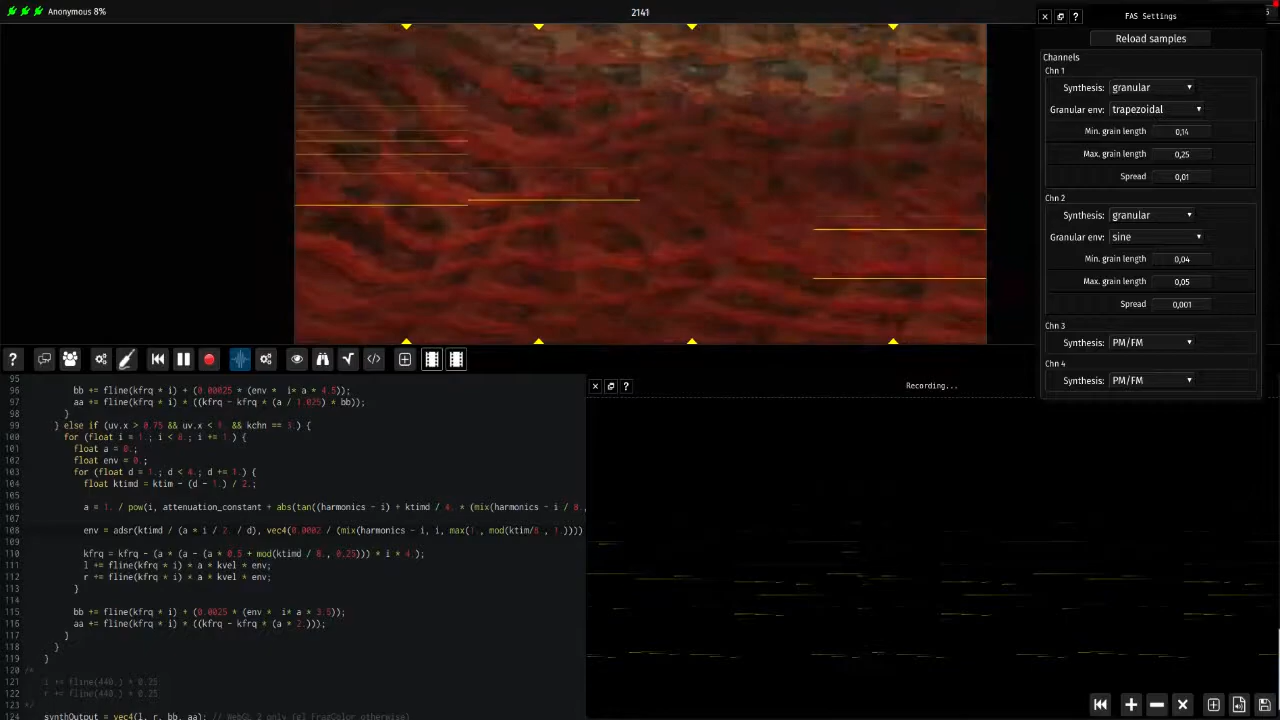 Anonymous 8%
2141
FAS Settings
Reload samples
Channels
Chn 1
Synthesis: granular
Granular env: trapezoidal
Min. grain length 0,14
Max. grain length 0,25
Spread 0,01
Chn 2
Synthesis: granular
Granular env: sine
Min. grain length 0,04
Max. grain length 0,05
Spread 0,001
Chn 3
Synthesis: PM/FM
Chn 4
Synthesis: PM/FM
Recording...
95
96 bb += fline(kfrq * i) + (0.00025 * (env * i* a * 4.5));
97 aa += fline(kfrq * i) * ((kfrq - kfrq * (a / 1.025) * bb));
98 }
99 } else if (uv.x > 0.75 && uv.x < 1. && kchn == 3.) {
100 for (float i = 1.; i < 8.; i += 1.) {
101 float a = 0.;
102 float env = 0.;
103 for (float d = 1.; d < 4.; d += 1.) {
104 float ktimd = ktim - (d - 1.) / 2.;
105
106 a = 1. / pow(i, attenuation_constant + abs(tan((harmonics - i) + ktimd / 4. * (mix(harmonics - i / 8.
107
108 env = adsr(ktimd / (a * i / 2. / d), vec4(0.0002 / (mix(harmonics - i, i, max(1., mod(ktim/8., 1.))))
109
110 kfrq = kfrq - (a * (a - (a * 0.5 + mod(ktimd / 8., 0.25))) * i * 4.);
111 l += fline(kfrq * i) * a * kvel * env;
112 r += fline(kfrq * i) * a * kvel * env;
113 }
114
115 bb += fline(kfrq * i) + (0.0025 * (env * i* a * 3.5));
116 aa += fline(kfrq * i) * ((kfrq - kfrq * (a * 2.)));
117 }
118 }
119 }
120 /*
121 l += fline(440.) * 0.25
122 r += fline(440.) * 0.25
123 */
124 synthOutput = vec4(l, r, bb, aa); // WebGL 2 only (gl_FragColor otherwise)